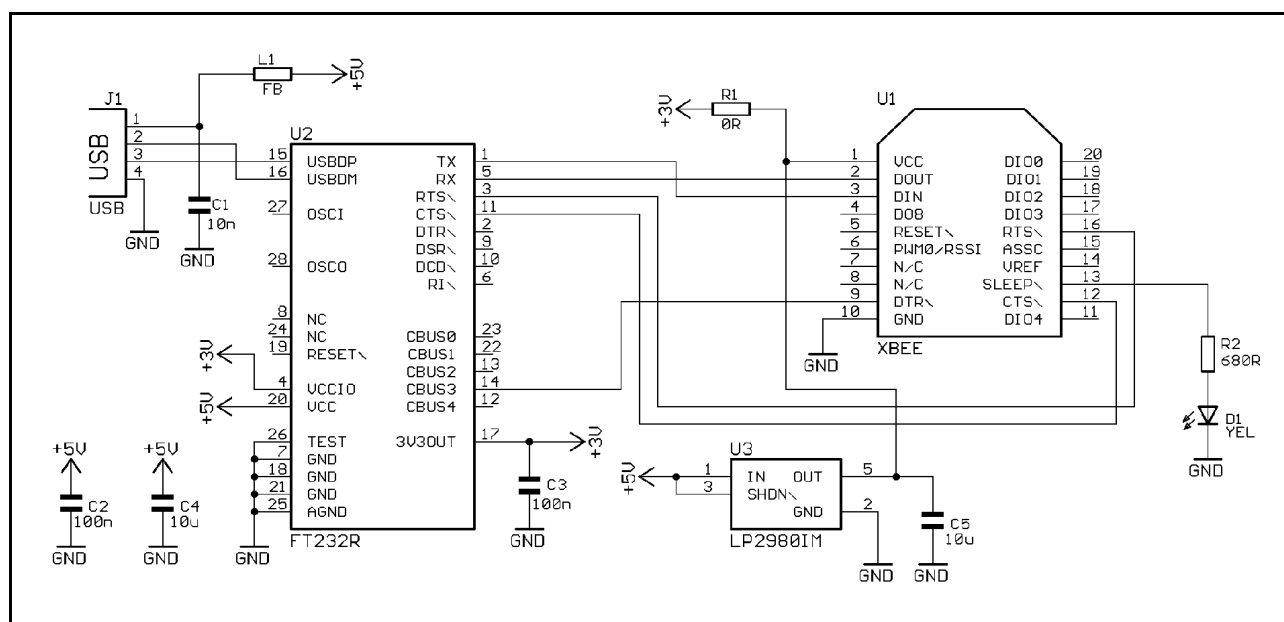 L1
FB
+5V
J1
USB
1
2
3
4
USB
GND
C1
10n
GND
U2
15 USBDP TX 1
16 USBDM RX 5
RTS\ 3
27 OSCI CTS\ 11
DTR\ 2
DSR\ 9
28 OSCO DCD\ 10
RI\ 6
8 NC
24 NC CBUS0 23
19 RESET\ CBUS1 22
CBUS2 13
4 VCCIO CBUS3 14
20 VCC CBUS4 12
26 TEST 3V3OUT 17
7 GND
18 GND
21 GND
25 AGND
FT232R
+3V
+5V
GND
+5V
C2
100n
GND
+5V
C4
10u
GND
+3V
C3
100n
GND
+3V
R1
0R
U1
1 VCC DIO0 20
2 DOUT DIO1 19
3 DIN DIO2 18
4 DO8 DIO3 17
5 RESET\ RTS\ 16
6 PWM0/RSSI ASSC 15
7 N/C VREF 14
8 N/C SLEEP\ 13
9 DTR\ CTS\ 12
10 GND DIO4 11
XBEE
GND
R2
680R
D1
YEL
GND
U3
+5V
1 IN OUT 5
3 SHDN\
GND 2
LP2980IM
GND
C5
10u
GND